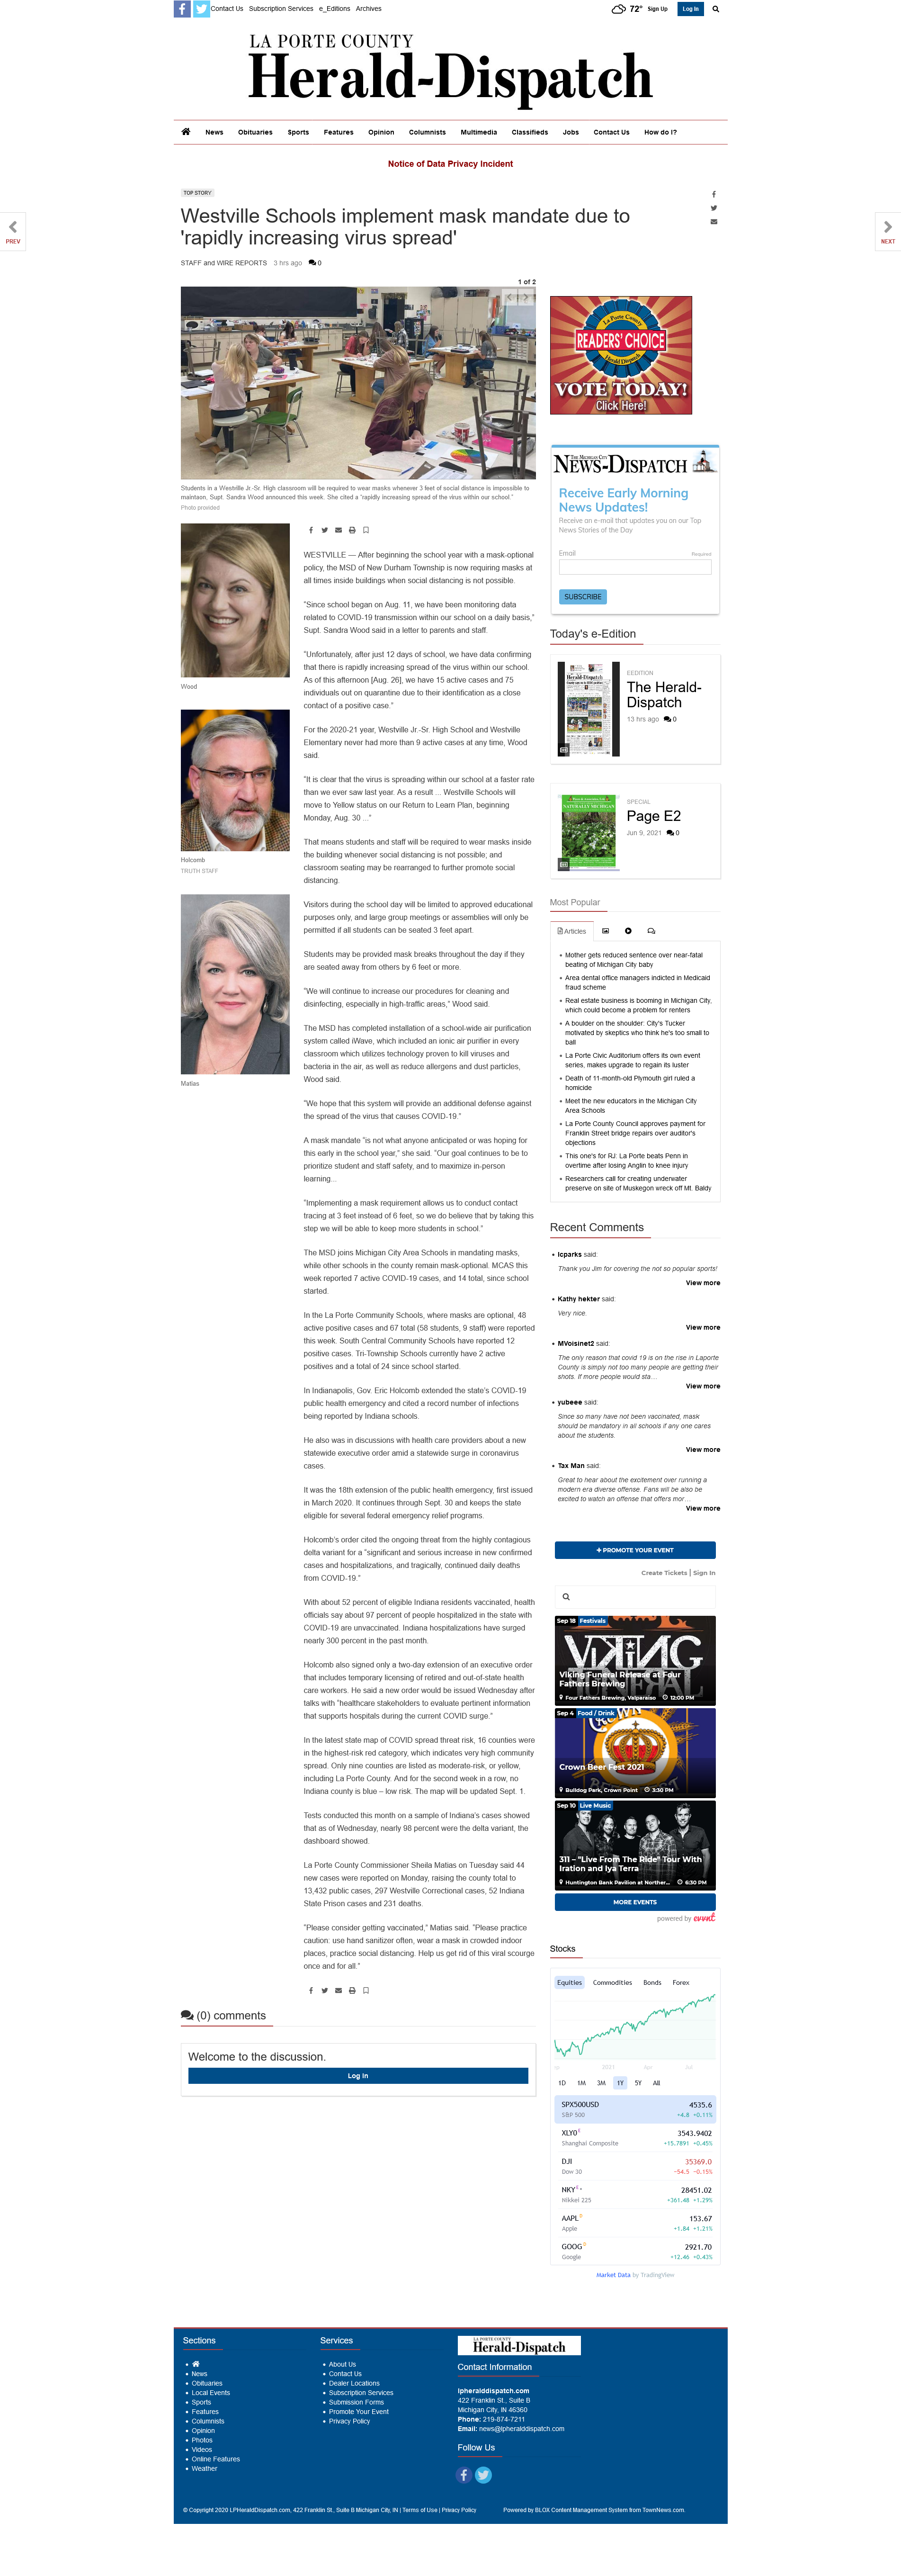 Contact Us Subscription Services e_Editions Archives
72° Sign Up Log In
LA PORTE COUNTY
Herald-Dispatch
News Obituaries Sports Features Opinion Columnists Multimedia Classifieds Jobs Contact Us How do I?
Notice of Data Privacy Incident
PREV
NEXT
TOP STORY
Westville Schools implement mask mandate due to
'rapidly increasing virus spread'
STAFF and WIRE REPORTS 3 hrs ago 0
1 of 2
Students in a Westville Jr.-Sr. High classroom will be required to wear masks whenever 3 feet of social distance is impossible to
maintain, Supt. Sandra Wood announced this week. She cited a “rapidly increasing spread of the virus within our school.”
Photo provided
Wood
Holcomb
TRUTH STAFF
Matias
WESTVILLE — After beginning the school year with a mask-optional
policy, the MSD of New Durham Township is now requiring masks at
all times inside buildings when social distancing is not possible.
“Since school began on Aug. 11, we have been monitoring data
related to COVID-19 transmission within our school on a daily basis,”
Supt. Sandra Wood said in a letter to parents and staff.
“Unfortunately, after just 12 days of school, we have data confirming
that there is rapidly increasing spread of the virus within our school.
As of this afternoon [Aug. 26], we have 15 active cases and 75
individuals out on quarantine due to their identification as a close
contact of a positive case.”
For the 2020-21 year, Westville Jr.-Sr. High School and Westville
Elementary never had more than 9 active cases at any time, Wood
said.
“It is clear that the virus is spreading within our school at a faster rate
than we ever saw last year. As a result ... Westville Schools will
move to Yellow status on our Return to Learn Plan, beginning
Monday, Aug. 30 ...”
That means students and staff will be required to wear masks inside
the building whenever social distancing is not possible; and
classroom seating may be rearranged to further promote social
distancing.
Visitors during the school day will be limited to approved educational
purposes only, and large group meetings or assemblies will only be
permitted if all students can be seated 3 feet apart.
Students may be provided mask breaks throughout the day if they
are seated away from others by 6 feet or more.
“We will continue to increase our procedures for cleaning and
disinfecting, especially in high-traffic areas,” Wood said.
The MSD has completed installation of a school-wide air purification
system called iWave, which included an ionic air purifier in every
classroom which utilizes technology proven to kill viruses and
bacteria in the air, as well as reduce allergens and dust particles,
Wood said.
“We hope that this system will provide an additional defense against
the spread of the virus that causes COVID-19.”
A mask mandate “is not what anyone anticipated or was hoping for
this early in the school year,” she said. “Our goal continues to be to
prioritize student and staff safety, and to maximize in-person
learning...
“Implementing a mask requirement allows us to conduct contact
tracing at 3 feet instead of 6 feet, so we do believe that by taking this
step we will be able to keep more students in school.”
The MSD joins Michigan City Area Schools in mandating masks,
while other schools in the county remain mask-optional. MCAS this
week reported 7 active COVID-19 cases, and 14 total, since school
started.
In the La Porte Community Schools, where masks are optional, 48
active positive cases and 67 total (58 students, 9 staff) were reported
this week. South Central Community Schools have reported 12
positive cases. Tri-Township Schools currently have 2 active
positives and a total of 24 since school started.
In Indianapolis, Gov. Eric Holcomb extended the state’s COVID-19
public health emergency and cited a record number of infections
being reported by Indiana schools.
He also was in discussions with health care providers about a new
statewide executive order amid a statewide surge in coronavirus
cases.
It was the 18th extension of the public health emergency, first issued
in March 2020. It continues through Sept. 30 and keeps the state
eligible for several federal emergency relief programs.
Holcomb’s order cited the ongoing threat from the highly contagious
delta variant for a “significant and serious increase in new confirmed
cases and hospitalizations, and tragically, continued daily deaths
from COVID-19.”
With about 52 percent of eligible Indiana residents vaccinated, health
officials say about 97 percent of people hospitalized in the state with
COVID-19 are unvaccinated. Indiana hospitalizations have surged
nearly 300 percent in the past month.
Holcomb also signed only a two-day extension of an executive order
that includes temporary licensing of retired and out-of-state health
care workers. He said a new order would be issued Wednesday after
talks with “healthcare stakeholders to evaluate pertinent information
that supports hospitals during the current COVID surge.”
In the latest state map of COVID spread threat risk, 16 counties were
in the highest-risk red category, which indicates very high community
spread. Only nine counties are listed as moderate-risk, or yellow,
including La Porte County. And for the second week in a row, no
Indiana county is blue – low risk. The map will be updated Sept. 1.
Tests conducted this month on a sample of Indiana’s cases showed
that as of Wednesday, nearly 98 percent were the delta variant, the
dashboard showed.
La Porte County Commissioner Sheila Matias on Tuesday said 44
new cases were reported on Monday, raising the county total to
13,432 public cases, 297 Westville Correctional cases, 52 Indiana
State Prison cases and 231 deaths.
“Please consider getting vaccinated,” Matias said. “Please practice
caution: use hand sanitizer often, wear a mask in crowded indoor
places, practice social distancing. Help us get rid of this viral scourge
once and for all.”
(0) comments
Welcome to the discussion.
Log In
La Porte County
READERS' CHOICE
Herald Dispatch
VOTE TODAY!
Click Here!
THE MICHIGAN CITY
NEWS-DISPATCH
Receive Early Morning
News Updates!
Receive an e-mail that updates you on our Top
News Stories of the Day
Email Required
SUBSCRIBE
Today's e-Edition
Herald-Dispatch
EEDITION
The Herald-
Dispatch
13 hrs ago 0
NATURALLY MICHIGAN
SPECIAL
Page E2
Jun 9, 2021 0
Most Popular
Articles
Mother gets reduced sentence over near-fatal
beating of Michigan City baby
Area dental office managers indicted in Medicaid
fraud scheme
Real estate business is booming in Michigan City,
which could become a problem for renters
A boulder on the shoulder: City's Tucker
motivated by skeptics who think he's too small to
ball
La Porte Civic Auditorium offers its own event
series, makes upgrade to regain its luster
Death of 11-month-old Plymouth girl ruled a
homicide
Meet the new educators in the Michigan City
Area Schools
La Porte County Council approves payment for
Franklin Street bridge repairs over auditor's
objections
This one's for RJ: La Porte beats Penn in
overtime after losing Anglin to knee injury
Researchers call for creating underwater
preserve on site of Muskegon wreck off Mt. Baldy
Recent Comments
lcparks said:
Thank you Jim for covering the not so popular sports!
View more
Kathy hekter said:
Very nice.
View more
MVoisinet2 said:
The only reason that covid 19 is on the rise in Laporte
County is simply not too many people are getting their
shots. If more people would sta…
View more
yubeee said:
Since so many have not been vaccinated, mask
should be mandatory in all schools if any one cares
about the students.
View more
Tax Man said:
Great to hear about the excitement over running a
modern era diverse offense. Fans will be also be
excited to watch an offense that offers mor…
View more
+ PROMOTE YOUR EVENT
Create Tickets | Sign In
Sep 18 Festivals
VIKING
FUNERAL
Viking Funeral Release at Four
Fathers Brewing
Four Fathers Brewing, Valparaiso 12:00 PM
Sep 4 Food / Drink
CROWN
Crown Beer Fest 2021
Bulldog Park, Crown Point 3:30 PM
Sep 10 Live Music
311 – "Live From The Ride" Tour With
Iration and Iya Terra
Huntington Bank Pavilion at Norther... 6:30 PM
MORE EVENTS
powered by evvnt
Stocks
Equities Commodities Bonds Forex
2021 Apr Jul
1D 1M 3M 1Y 5Y All
SPX500USD 4535.6
S&P 500 +4.8 +0.11%
XLY0 3543.9402
Shanghai Composite +15.7891 +0.45%
DJI 35369.0
Dow 30 −54.5 −0.15%
NKY 28451.02
Nikkei 225 +361.48 +1.29%
AAPL 153.67
Apple +1.84 +1.21%
GOOG 2921.70
Google +12.46 +0.43%
Market Data by TradingView
Sections
News
Obituaries
Local Events
Sports
Features
Columnists
Opinion
Photos
Videos
Online Features
Weather
Services
About Us
Contact Us
Dealer Locations
Subscription Services
Submission Forms
Promote Your Event
Privacy Policy
LA PORTE COUNTY
Herald-Dispatch
Contact Information
lpheralddispatch.com
422 Franklin St., Suite B
Michigan City, IN 46360
Phone: 219-874-7211
Email: news@lpheralddispatch.com
Follow Us
© Copyright 2020 LPHeraldDispatch.com, 422 Franklin St., Suite B Michigan City, IN | Terms of Use | Privacy Policy
Powered by BLOX Content Management System from TownNews.com.